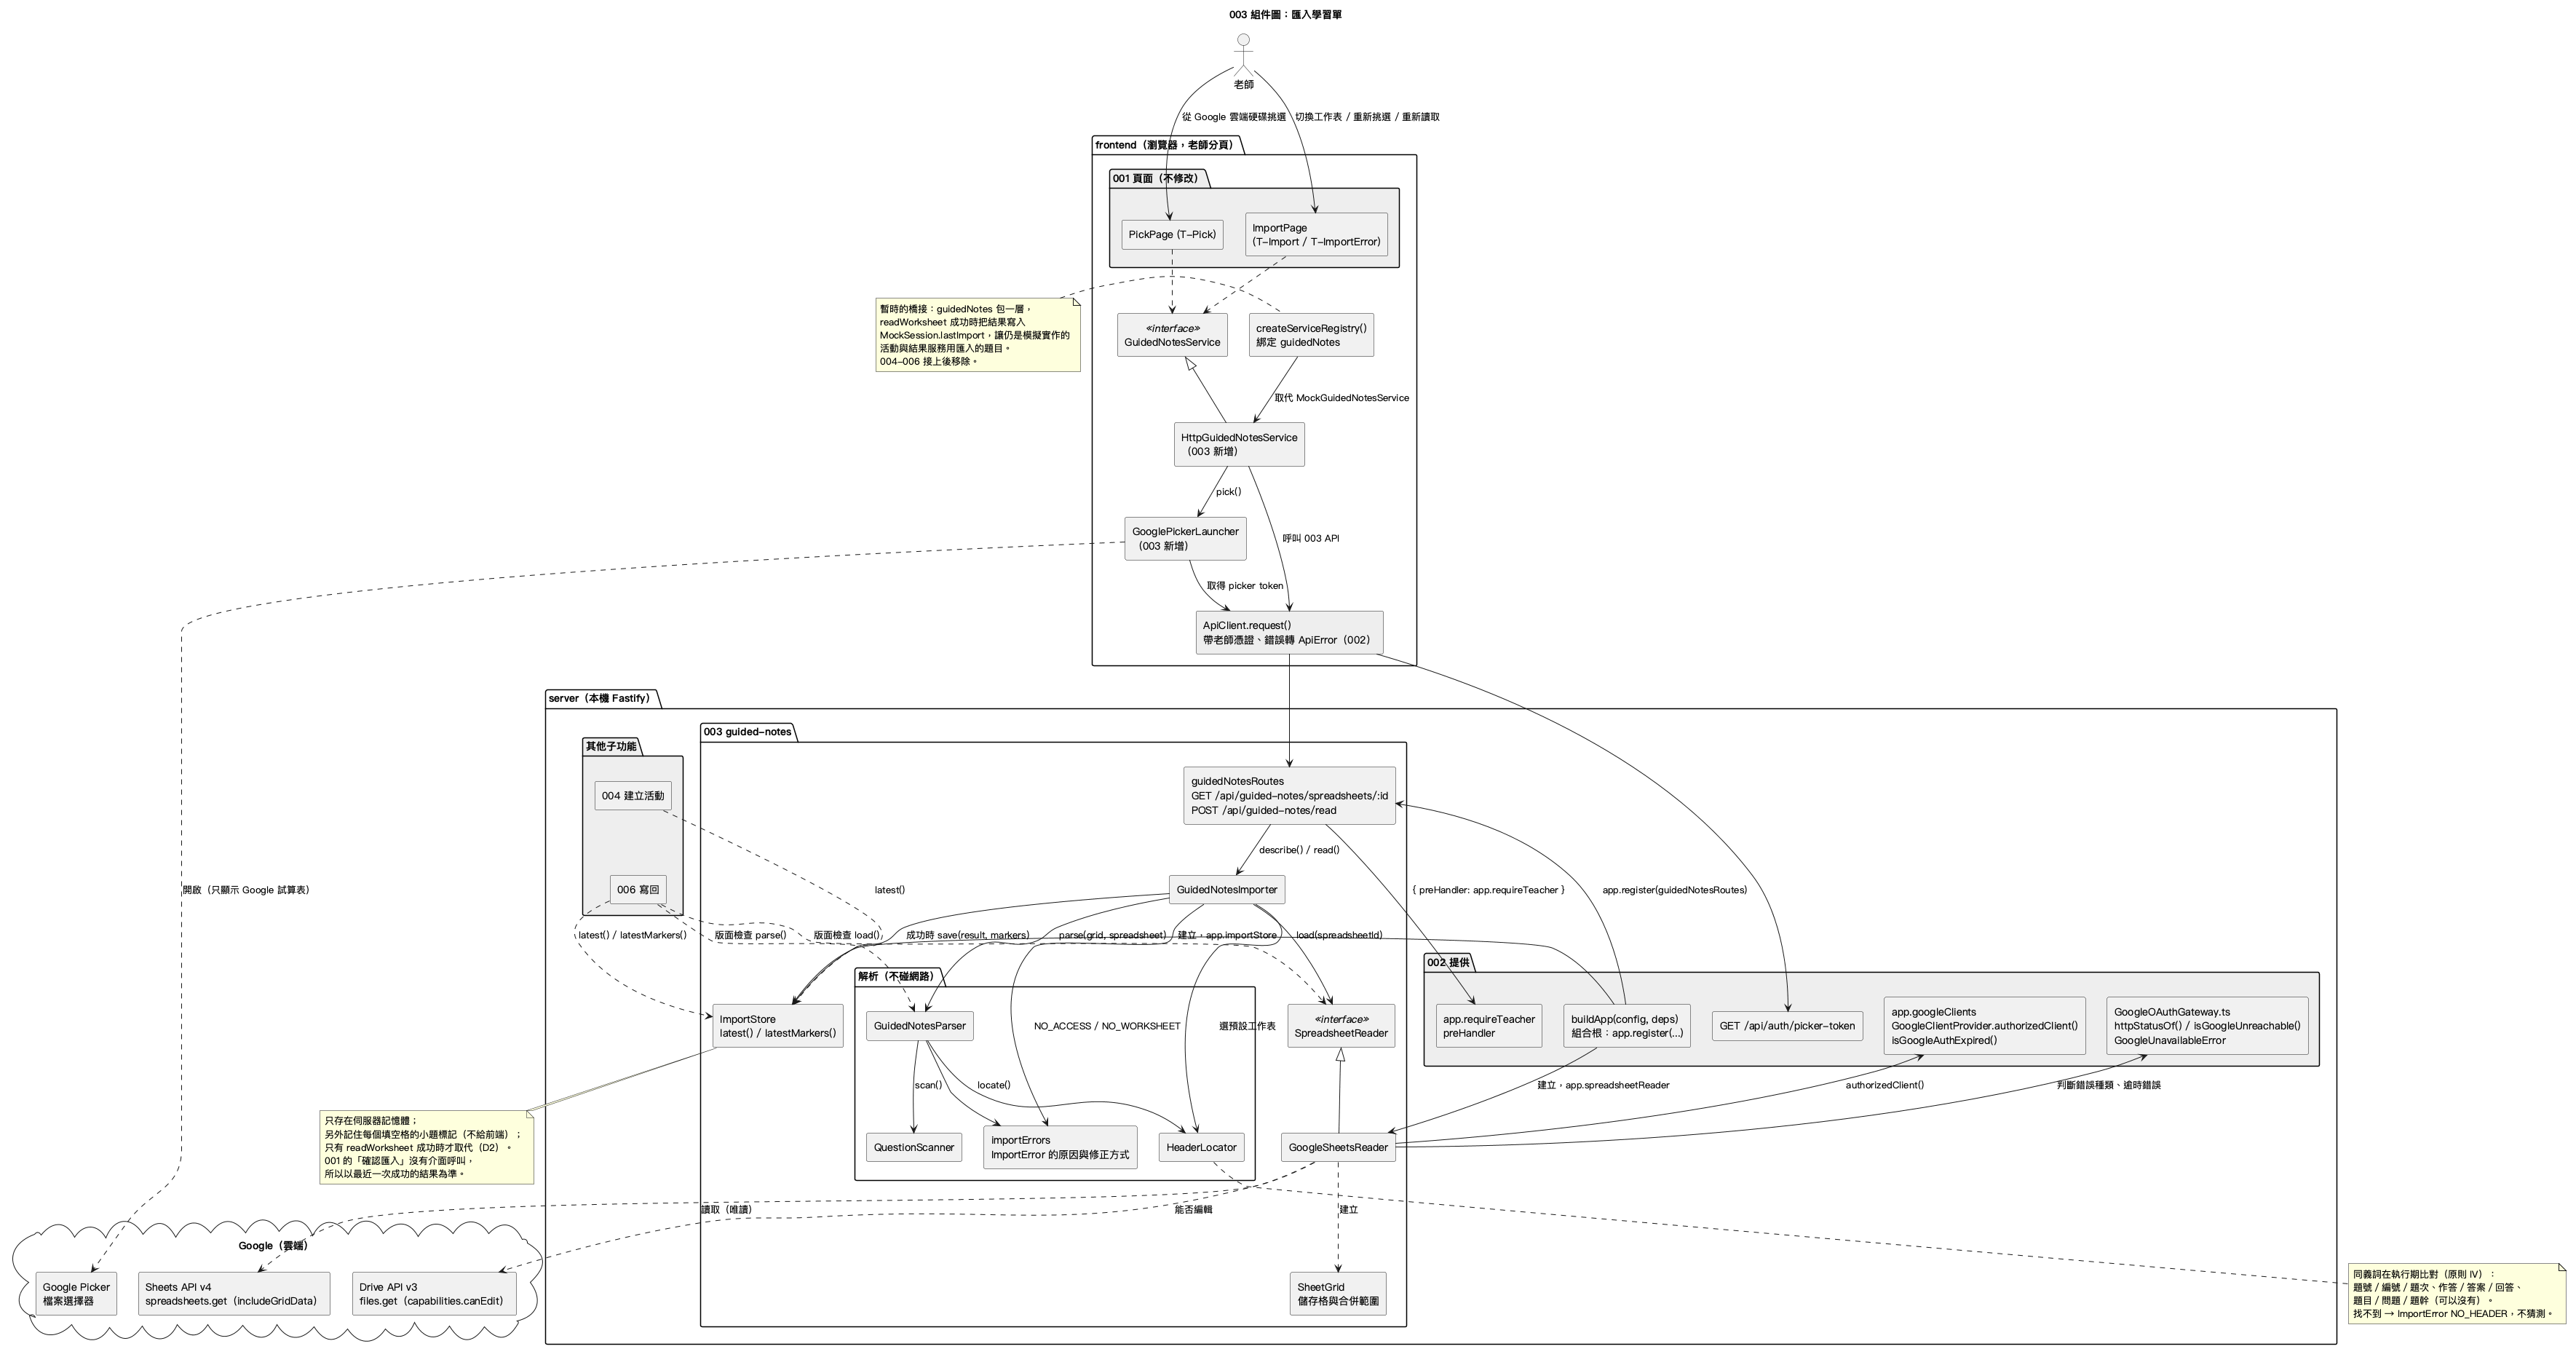 003 組件圖：匯入學習單
老師
從 Google 雲端硬碟挑選
切換工作表 / 重新挑選 / 重新讀取
frontend（瀏覽器，老師分頁）
001 頁面（不修改）
PickPage (T-Pick)
ImportPage
(T-Import / T-ImportError)
暫時的橋接：guidedNotes 包一層，
readWorksheet 成功時把結果寫入
MockSession.lastImport，讓仍是模擬實作的
活動與結果服務用匯入的題目。
004-006 接上後移除。
«interface»
GuidedNotesService
createServiceRegistry()
綁定 guidedNotes
取代 MockGuidedNotesService
HttpGuidedNotesService
（003 新增）
pick()
GooglePickerLauncher
（003 新增）
呼叫 003 API
取得 picker token
ApiClient.request()
帶老師憑證、錯誤轉 ApiError（002）
server（本機 Fastify）
003 guided-notes
其他子功能
004 建立活動
006 寫回
guidedNotesRoutes
GET /api/guided-notes/spreadsheets/:id
POST /api/guided-notes/read
describe() / read()
GuidedNotesImporter
開啟（只顯示 Google 試算表）
latest()
{ preHandler: app.requireTeacher }
app.register(guidedNotesRoutes)
latest() / latestMarkers()
版面檢查 parse()
版面檢查 load()
成功時 save(result, markers)
parse(grid, spreadsheet)
建立，app.importStore
load(spreadsheetId)
解析（不碰網路）
002 提供
ImportStore
latest() / latestMarkers()
GuidedNotesParser
NO_ACCESS / NO_WORKSHEET
選預設工作表
«interface»
SpreadsheetReader
app.requireTeacher
preHandler
buildApp(config, deps)
組合根：app.register(...)
GET /api/auth/picker-token
app.googleClients
GoogleClientProvider.authorizedClient()
isGoogleAuthExpired()
GoogleOAuthGateway.ts
httpStatusOf() / isGoogleUnreachable()
GoogleUnavailableError
scan()
locate()
建立，app.spreadsheetReader
authorizedClient()
判斷錯誤種類、逾時錯誤
只存在伺服器記憶體；
另外記住每個填空格的小題標記（不給前端）；
只有 readWorksheet 成功時才取代（D2）。
001 的「確認匯入」沒有介面呼叫，
所以以最近一次成功的結果為準。
QuestionScanner
importErrors
ImportError 的原因與修正方式
HeaderLocator
GoogleSheetsReader
讀取（唯讀）
能否編輯
建立
Google（雲端）
Google Picker
檔案選擇器
Sheets API v4
spreadsheets.get（includeGridData）
Drive API v3
files.get（capabilities.canEdit）
SheetGrid
儲存格與合併範圍
同義詞在執行期比對（原則 IV）：
題號 / 編號 / 題次、作答 / 答案 / 回答、
題目 / 問題 / 題幹（可以沒有）。
找不到 → ImportError NO_HEADER，不猜測。